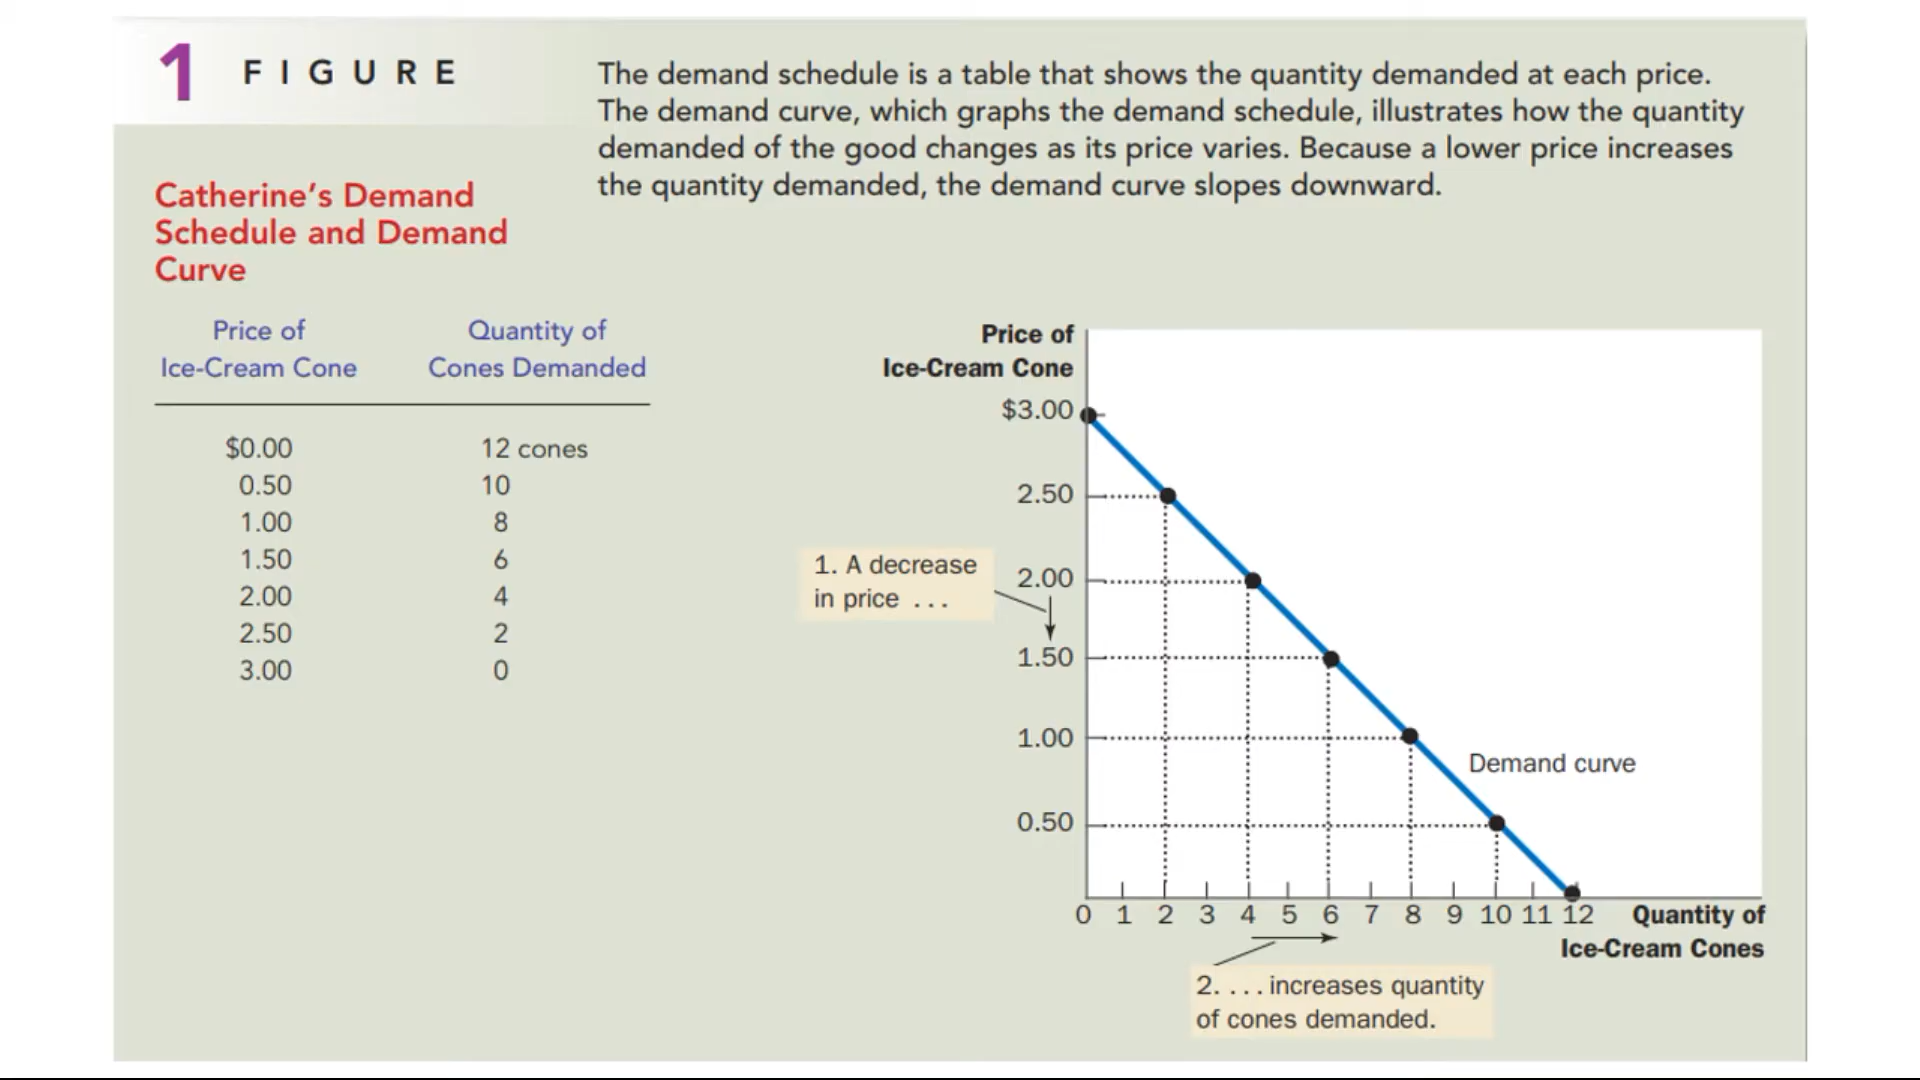 1 FIGURE
The demand schedule is a table that shows the quantity demanded at each price.
The demand curve, which graphs the demand schedule, illustrates how the quantity
demanded of the good changes as its price varies. Because a lower price increases
the quantity demanded, the demand curve slopes downward.
Catherine's Demand
Schedule and Demand
Curve
Price of Quantity of
Ice-Cream Cone Cones Demanded
$0.00 12 cones
0.50 10
1.00 8
1.50 6
2.00 4
2.50 2
3.00 0
Price of
Ice-Cream Cone
$3.00
2.50
2.00
1.50
1.00
0.50
1. A decrease
in price ...
Demand curve
0 1 2 3 4 5 6 7 8 9 10 11 12
Quantity of
Ice-Cream Cones
2. ... increases quantity
of cones demanded.